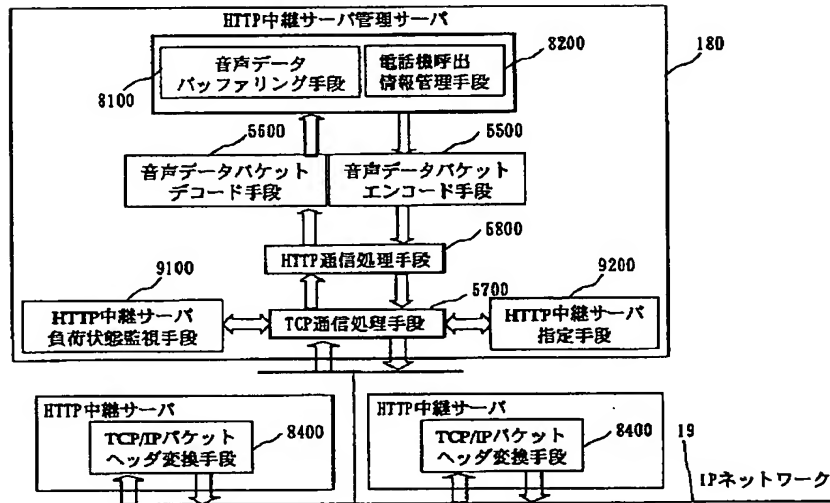 HTTP中継サーバ管理サーバ
音声データ
バッファリング手段
電話機呼出
情報管理手段
8200
180
8100
5600
5500
音声データパケット
デコード手段
音声データパケット
エンコード手段
5800
HTTP通信処理手段
9100
5700
9200
HTTP中継サーバ
負荷状態監視手段
TCP通信処理手段
HTTP中継サーバ
指定手段
HTTP中継サーバ
TCP/IPパケット
ヘッダ変換手段
8400
HTTP中継サーバ
TCP/IPパケット
ヘッダ変換手段
8400
19
IPネットワーク